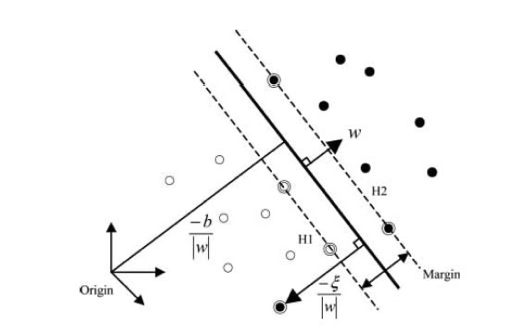 w
H2
-b
|w|
H1
Origin
-ξ
|w|
Margin